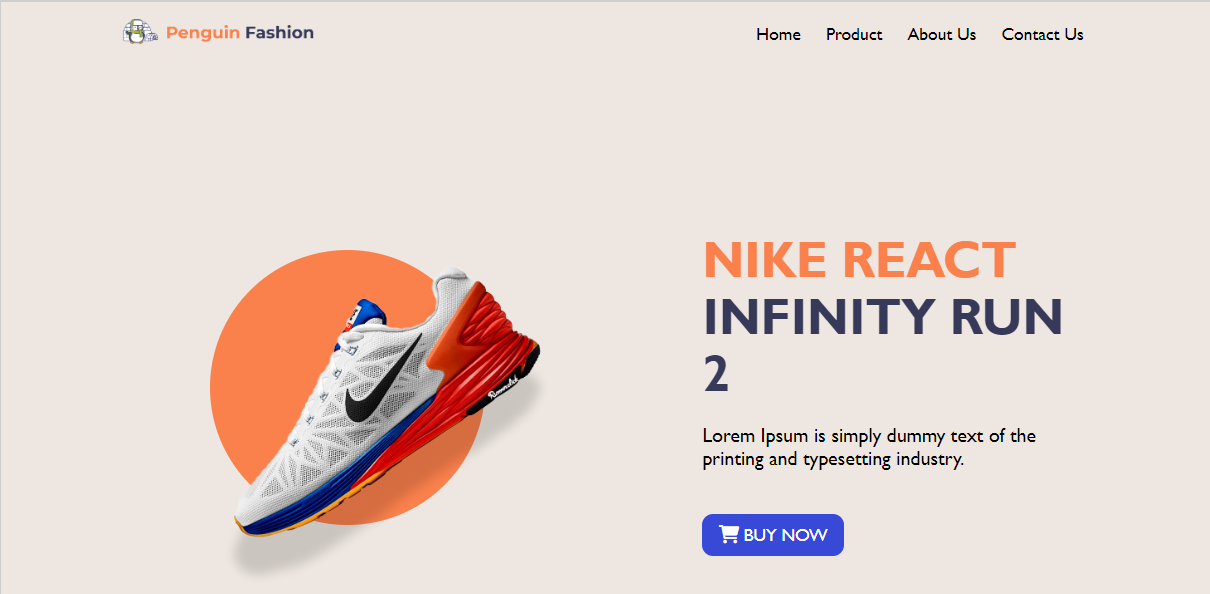 Penguin Fashion
Home Product About Us Contact Us
NIKE REACT
INFINITY RUN
2
Lorem Ipsum is simply dummy text of the
printing and typesetting industry.
BUY NOW